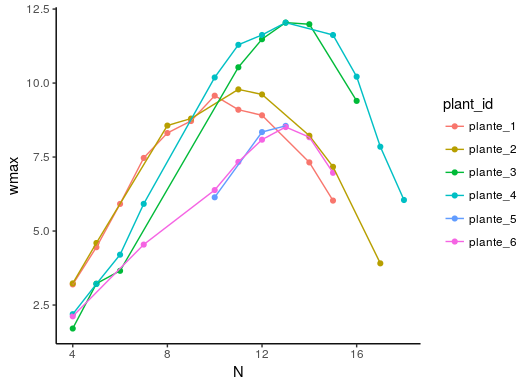 12.5
10.0
7.5
5.0
2.5
wmax
4 8 12 16
N
plant_id
plante_1
plante_2
plante_3
plante_4
plante_5
plante_6